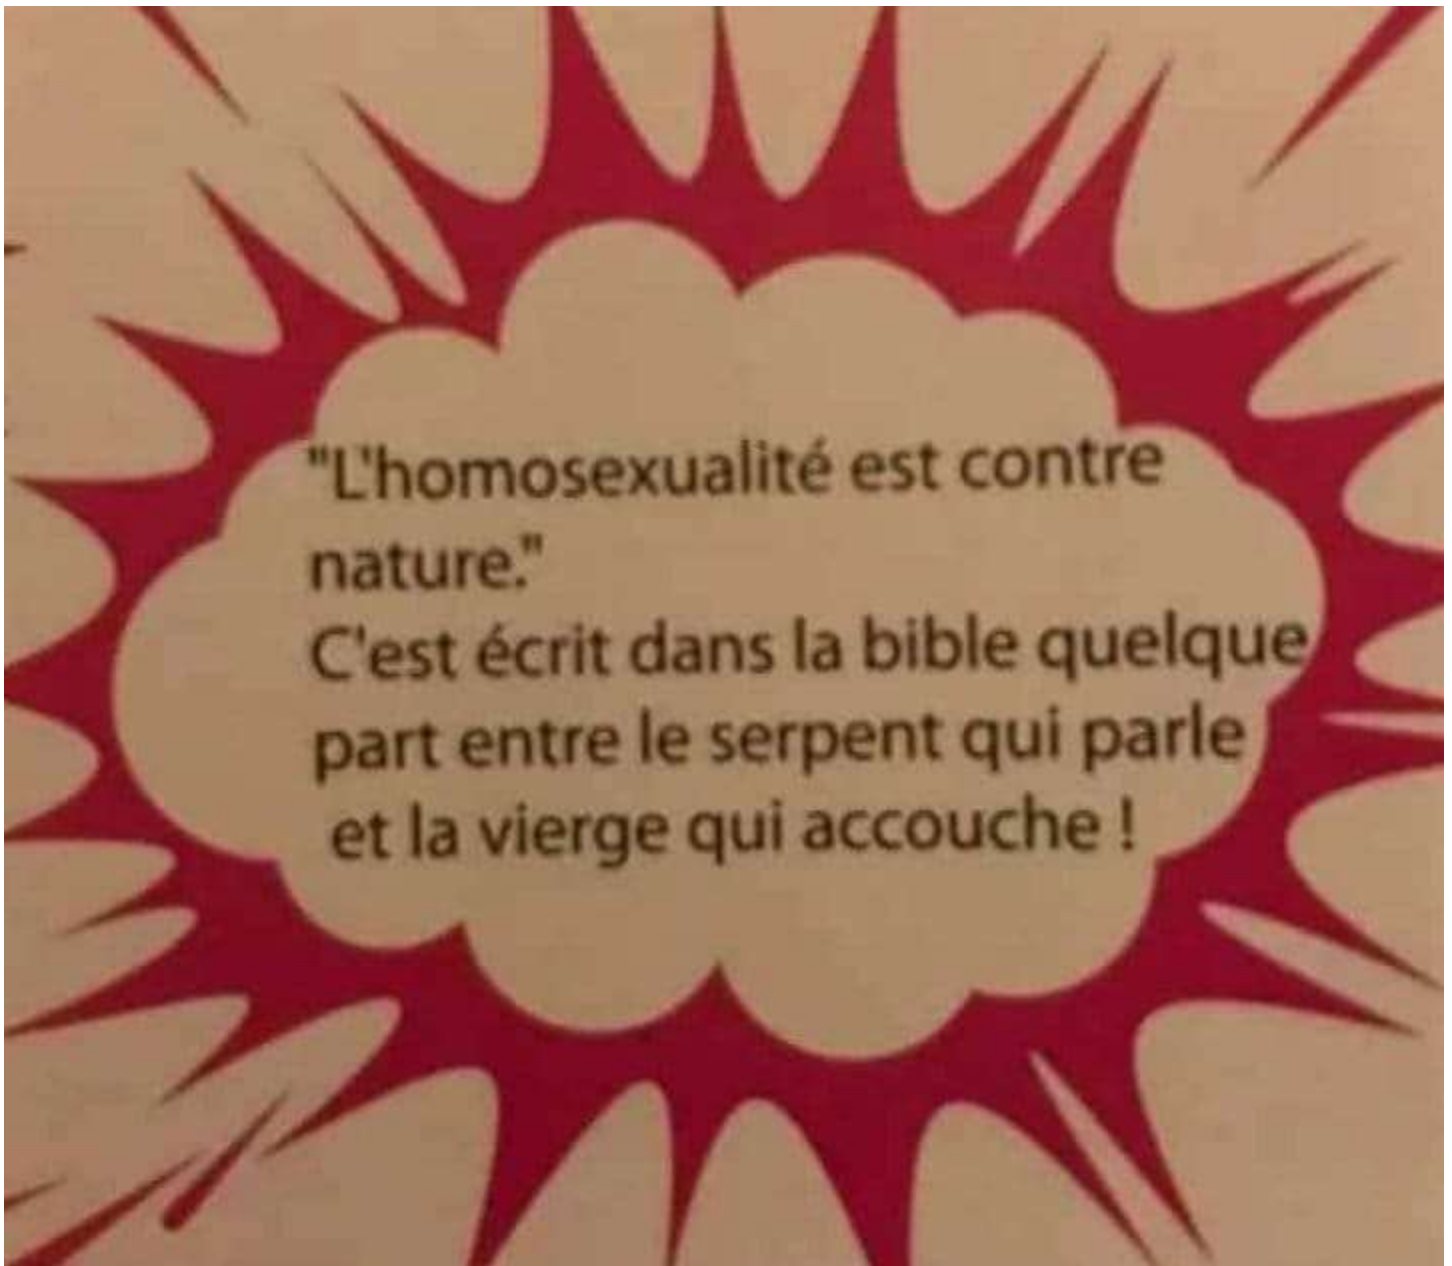 "L'homosexualité est contre
nature."
C'est écrit dans la bible quelque
part entre le serpent qui parle
et la vierge qui accouche !